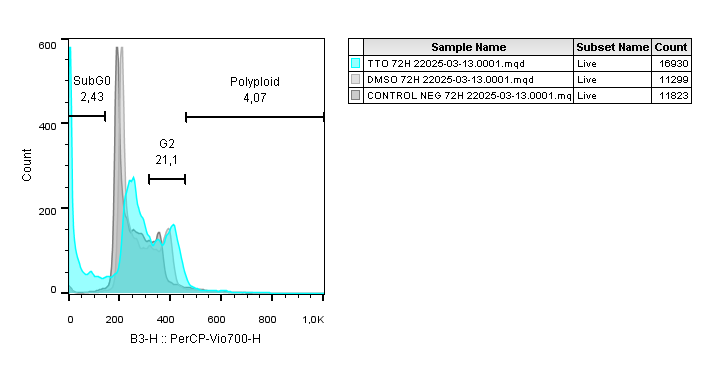 600
400
200
0
Count
SubG0
2,43
G2
21,1
Polyploid
4,07
0 200 400 600 800 1,0K
B3-H :: PerCP-Vio700-H
Sample Name Subset Name Count
TTO 72H 22025-03-13.0001.mqd Live 16930
DMSO 72H 22025-03-13.0001.mqd Live 11299
CONTROL NEG 72H 22025-03-13.0001.mq Live 11823